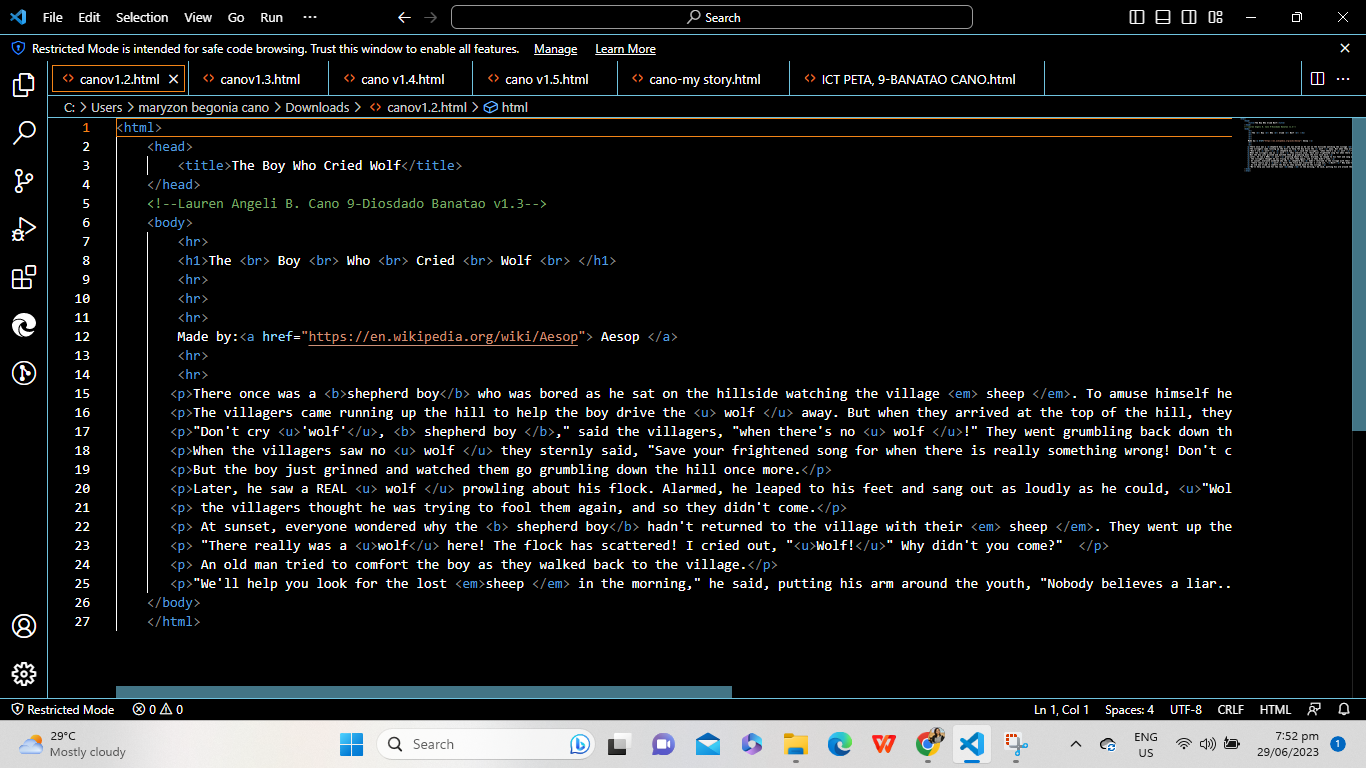 File Edit Selection View Go Run ··· Search
Restricted Mode is intended for safe code browsing. Trust this window to enable all features. Manage Learn More
canov1.2.html canov1.3.html cano v1.4.html cano v1.5.html cano-my story.html ICT PETA, 9-BANATAO CANO.html
C: > Users > maryzon begonia cano > Downloads > canov1.2.html > html
1 <html>
2 <head>
3 <title>The Boy Who Cried Wolf</title>
4 </head>
5 <!--Lauren Angeli B. Cano 9-Diosdado Banatao v1.3-->
6 <body>
7 <hr>
8 <h1>The <br> Boy <br> Who <br> Cried <br> Wolf <br> </h1>
9 <hr>
10 <hr>
11 <hr>
12 Made by:<a href="https://en.wikipedia.org/wiki/Aesop"> Aesop </a>
13 <hr>
14 <hr>
15 <p>There once was a <b>shepherd boy</b> who was bored as he sat on the hillside watching the village <em> sheep </em>. To amuse himself he
16 <p>The villagers came running up the hill to help the boy drive the <u> wolf </u> away. But when they arrived at the top of the hill, they
17 <p>"Don't cry <u>'wolf'</u>, <b> shepherd boy </b>," said the villagers, "when there's no <u> wolf </u>!" They went grumbling back down th
18 <p>When the villagers saw no <u> wolf </u> they sternly said, "Save your frightened song for when there is really something wrong! Don't c
19 <p>But the boy just grinned and watched them go grumbling down the hill once more.</p>
20 <p>Later, he saw a REAL <u> wolf </u> prowling about his flock. Alarmed, he leaped to his feet and sang out as loudly as he could, <u>"Wol
21 <p> the villagers thought he was trying to fool them again, and so they didn't come.</p>
22 <p> At sunset, everyone wondered why the <b> shepherd boy</b> hadn't returned to the village with their <em> sheep </em>. They went up the
23 <p> "There really was a <u>wolf</u> here! The flock has scattered! I cried out, "<u>Wolf!</u>" Why didn't you come?"  </p>
24 <p> An old man tried to comfort the boy as they walked back to the village.</p>
25 <p>"We'll help you look for the lost <em>sheep </em> in the morning," he said, putting his arm around the youth, "Nobody believes a liar..
26 </body>
27 </html>
Restricted Mode 0 0 Ln 1, Col 1 Spaces: 4 UTF-8 CRLF HTML
29°C
Mostly cloudy
Search
ENG
US
7:52 pm
29/06/2023
1